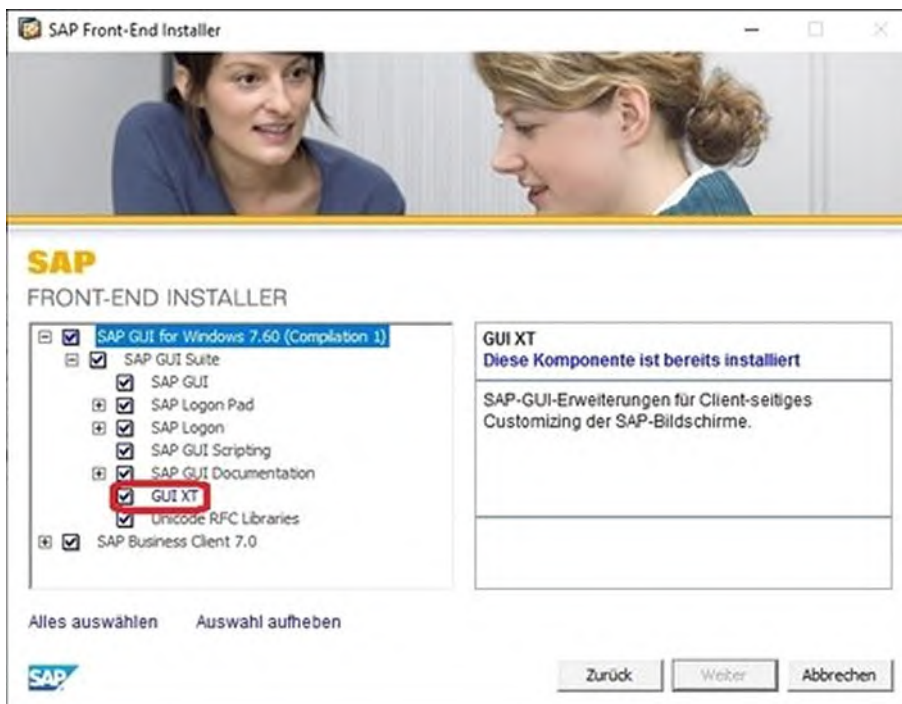 SAP Front-End Installer
SAP
FRONT-END INSTALLER
SAP GUI for Windows 7.60 (Compilation 1)
SAP GUI Suite
SAP GUI
SAP Logon Pad
SAP Logon
SAP GUI Scripting
SAP GUI Documentation
GUI XT
Unicode RFC Libraries
SAP Business Client 7.0
GUI XT
Diese Komponente ist bereits installiert
SAP-GUI-Erweiterungen für Client-seitiges
Customizing der SAP-Bildschirme.
Alles auswählen Auswahl aufheben
SAP
Zurück Weiter Abbrechen